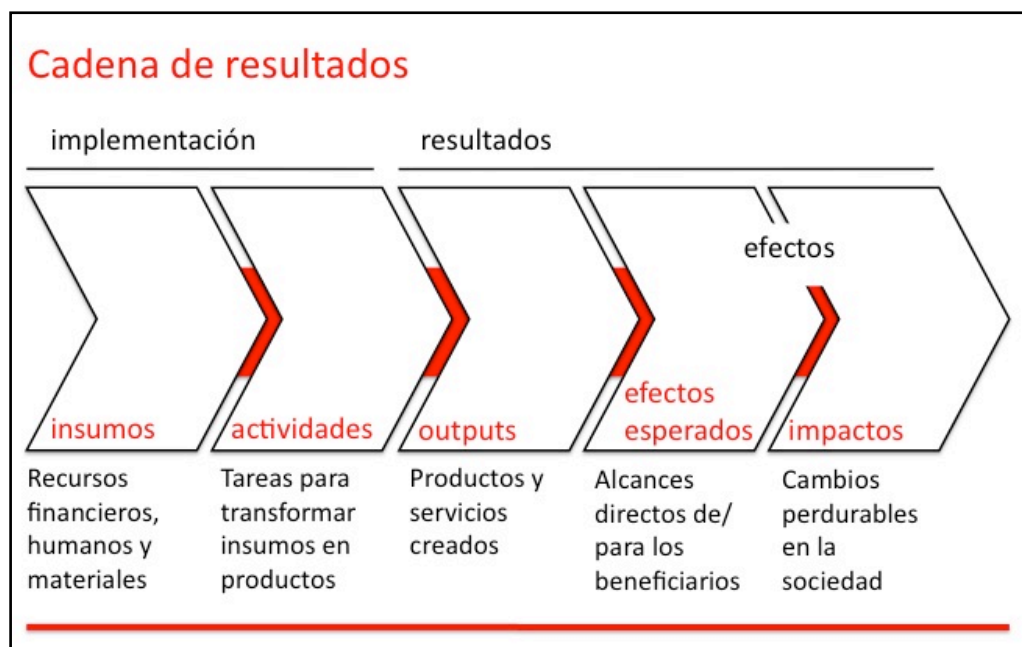 Cadena de resultados
implementación
resultados
efectos
insumos
actividades
outputs
efectos
esperados
impactos
Recursos
financieros,
humanos y
materiales
Tareas para
transformar
insumos en
productos
Productos y
servicios
creados
Alcances
directos de/
para los
beneficiarios
Cambios
perdurables
en la
sociedad